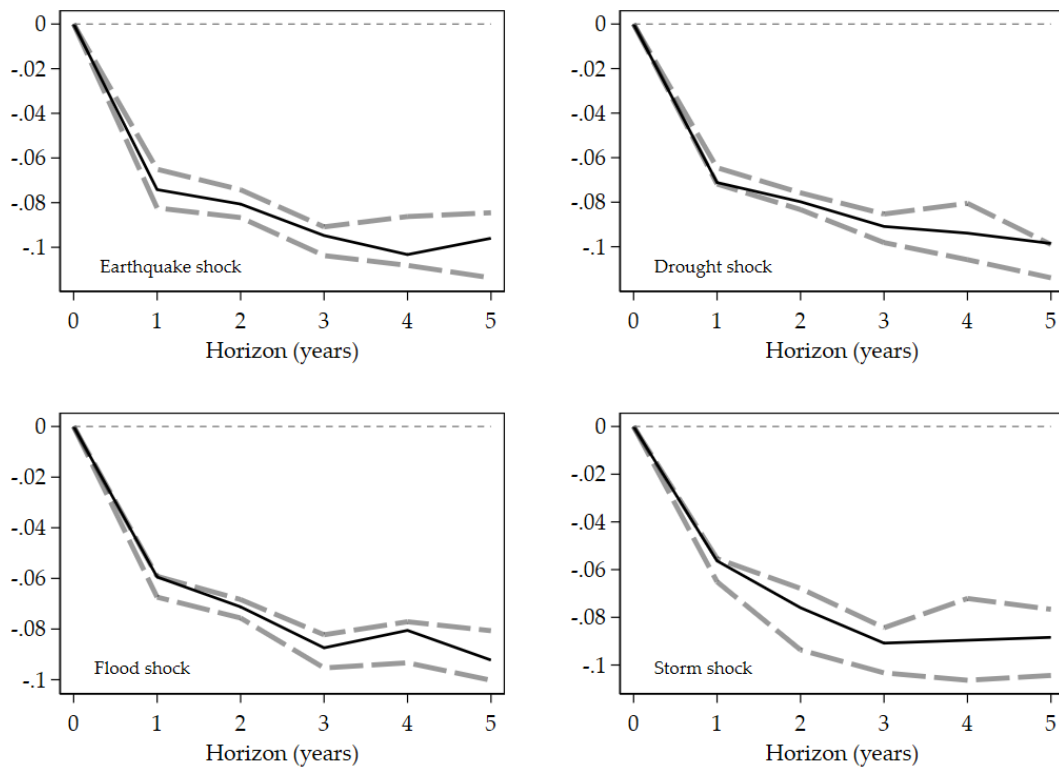 0
-.02
-.04
-.06
-.08
-.1
Earthquake shock
0 1 2 3 4 5
Horizon (years)
0
-.02
-.04
-.06
-.08
-.1
Drought shock
0 1 2 3 4 5
Horizon (years)
0
-.02
-.04
-.06
-.08
-.1
Flood shock
0 1 2 3 4 5
Horizon (years)
0
-.02
-.04
-.06
-.08
-.1
Storm shock
0 1 2 3 4 5
Horizon (years)